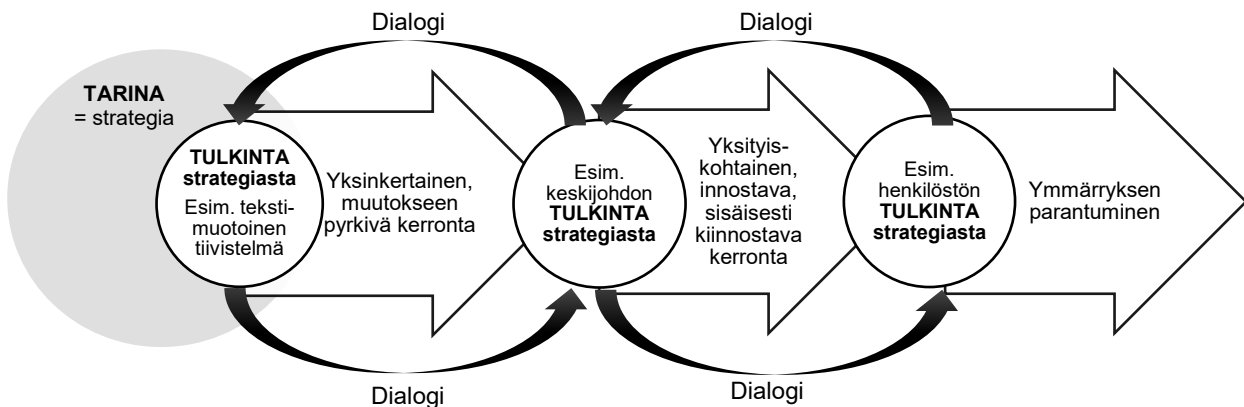 Dialogi
Dialogi
TARINA
= strategia
TULKINTA
strategiasta
Esim. teksti-
muotoinen
tiivistelmä
Yksinkertainen,
muutokseen
pyrkivä kerronta
Esim.
keskijohdon
TULKINTA
strategiasta
Yksityis-
kohtainen,
innostava,
sisäisesti
kiinnostava
kerronta
Esim.
henkilöstön
TULKINTA
strategiasta
Ymmärryksen
parantuminen
Dialogi
Dialogi